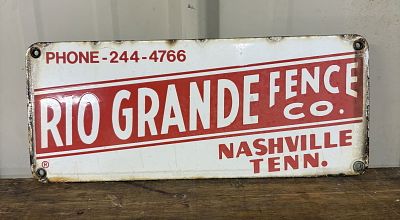 PHONE-244-4766
RIO GRANDE FENCE CO.
NASHVILLE
TENN.
®